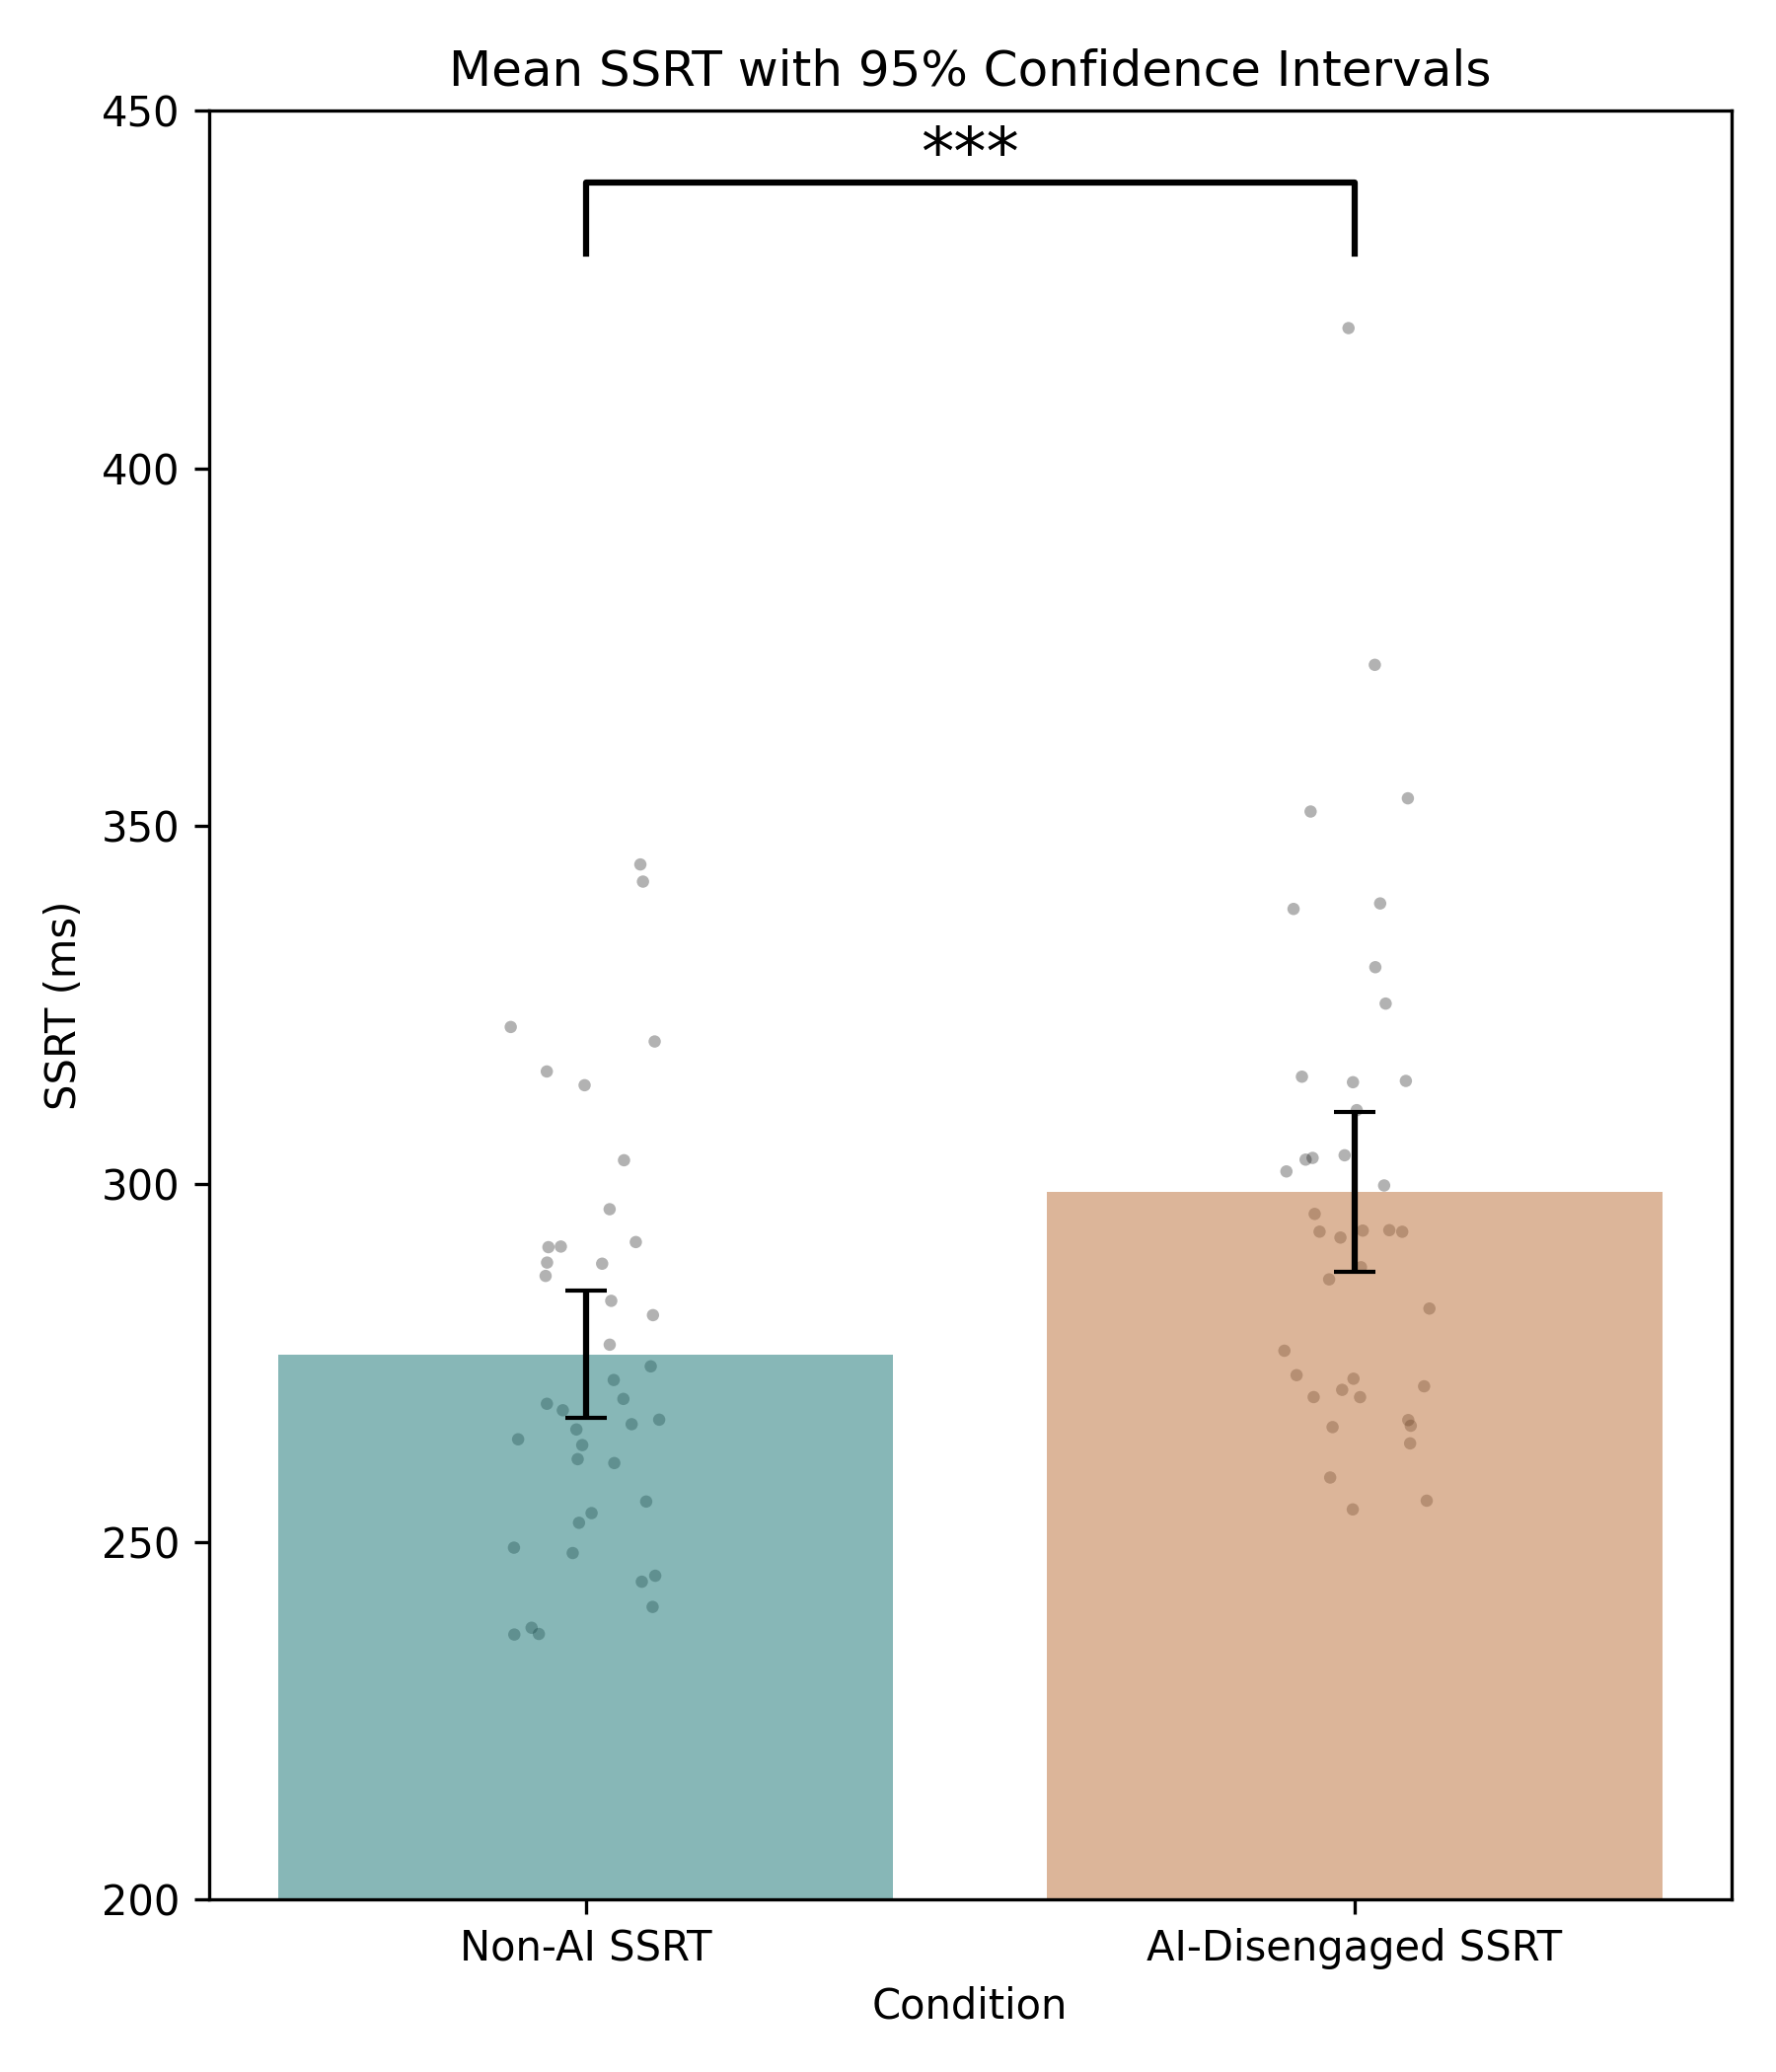 Mean SSRT with 95% Confidence Intervals
450
***
400
350
SSRT (ms)
300
250
200
Non-AI SSRT
AI-Disengaged SSRT
Condition